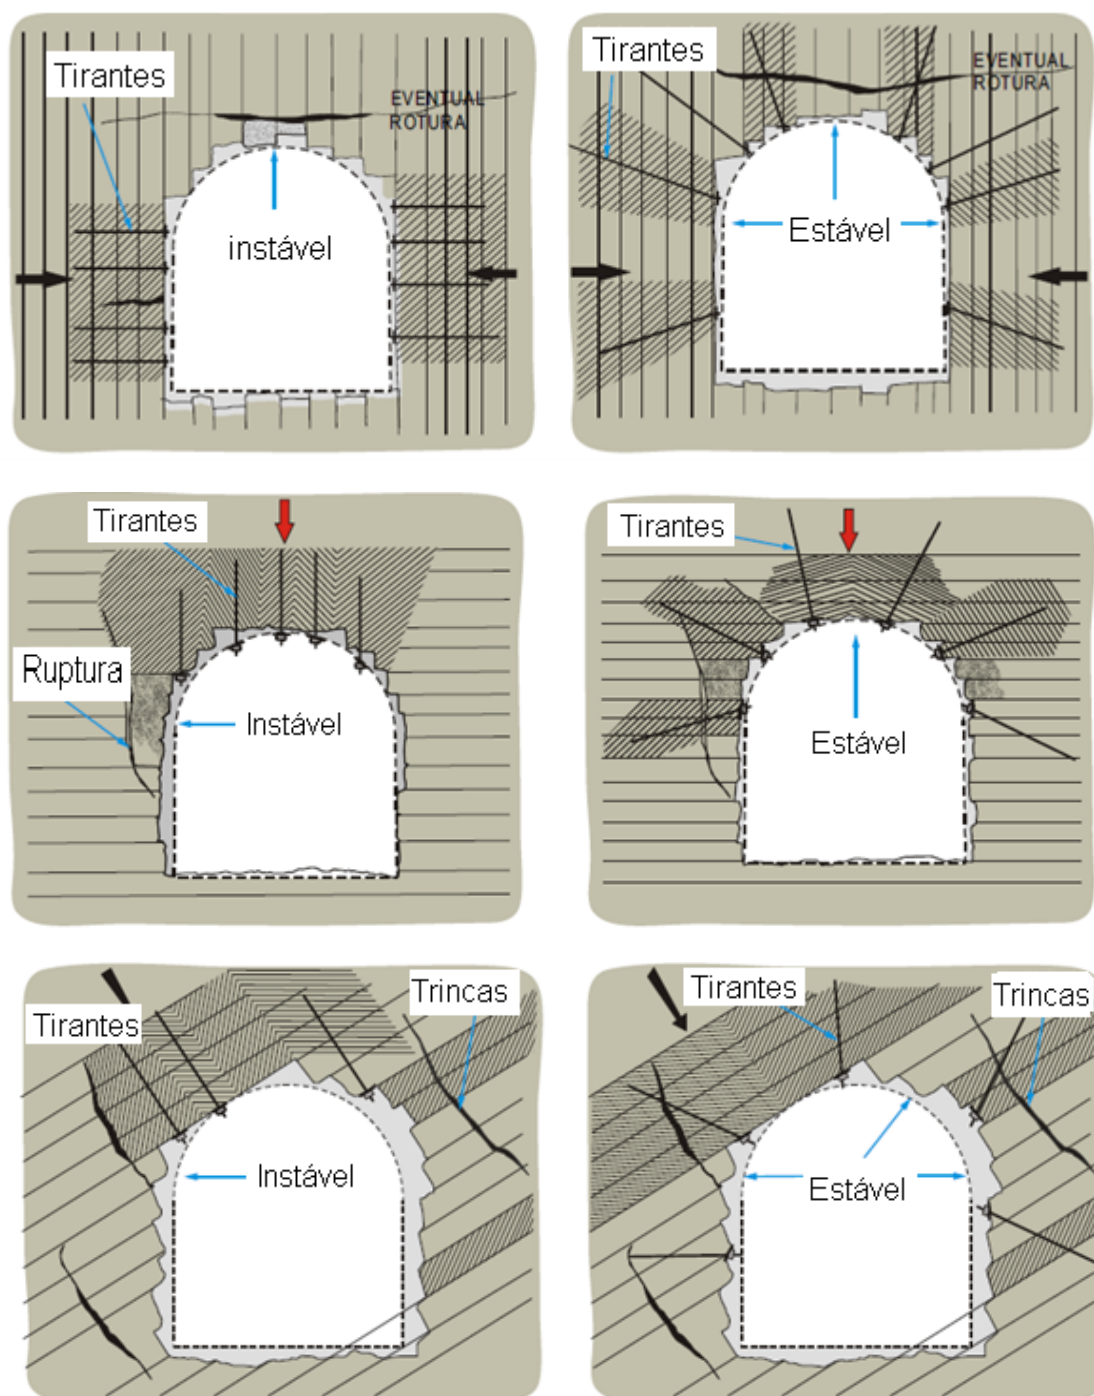 Tirantes
EVENTUAL
ROTURA
instável
Tirantes
EVENTUAL
ROTURA
Estável
Tirantes
Ruptura
Instável
Tirantes
Estável
Tirantes
Trincas
Instável
Tirantes
Trincas
Estável